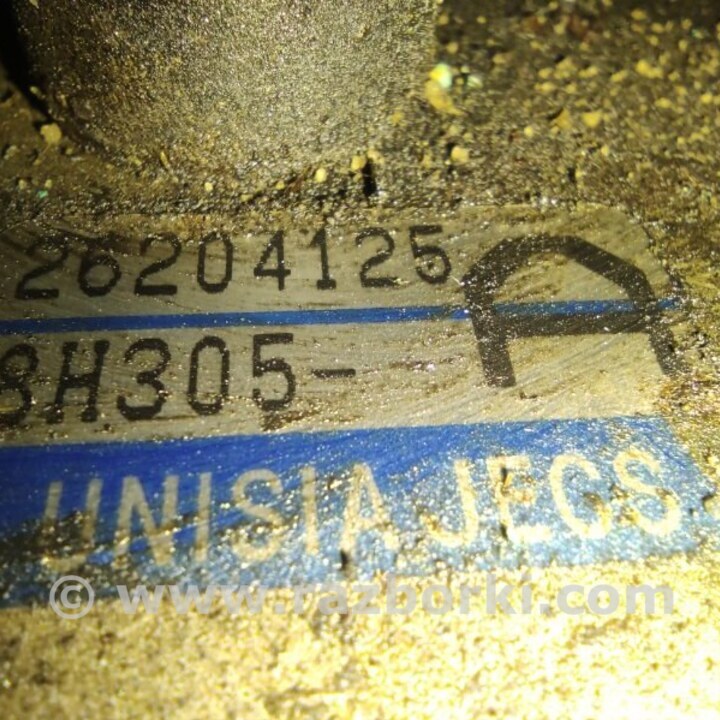 26204125
A
8H305-
UNISIA JECS
© www.razborki.com